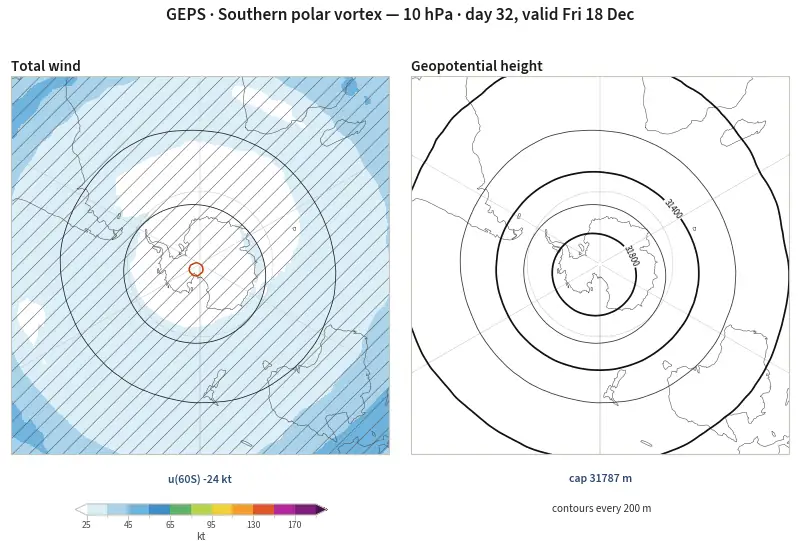 GEPS · Southern polar vortex — 10 hPa · day 32, valid Fri 18 Dec
Total wind
Geopotential height
31400
31800
u(60S) -24 kt
cap 31787 m
contours every 200 m
25 45 65 95 130 170
kt